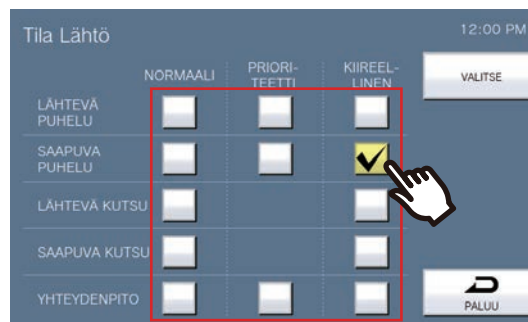 Tila Lähtö
12:00 PM
NORMAALI
PRIORI-
TEETTI
KIIREEL-
LINEN
VALITSE
LÄHTEVÄ
PUHELU
SAAPUVA
PUHELU
LÄHTEVÄ KUTSU
SAAPUVA KUTSU
YHTEYDENPITO
PALUU